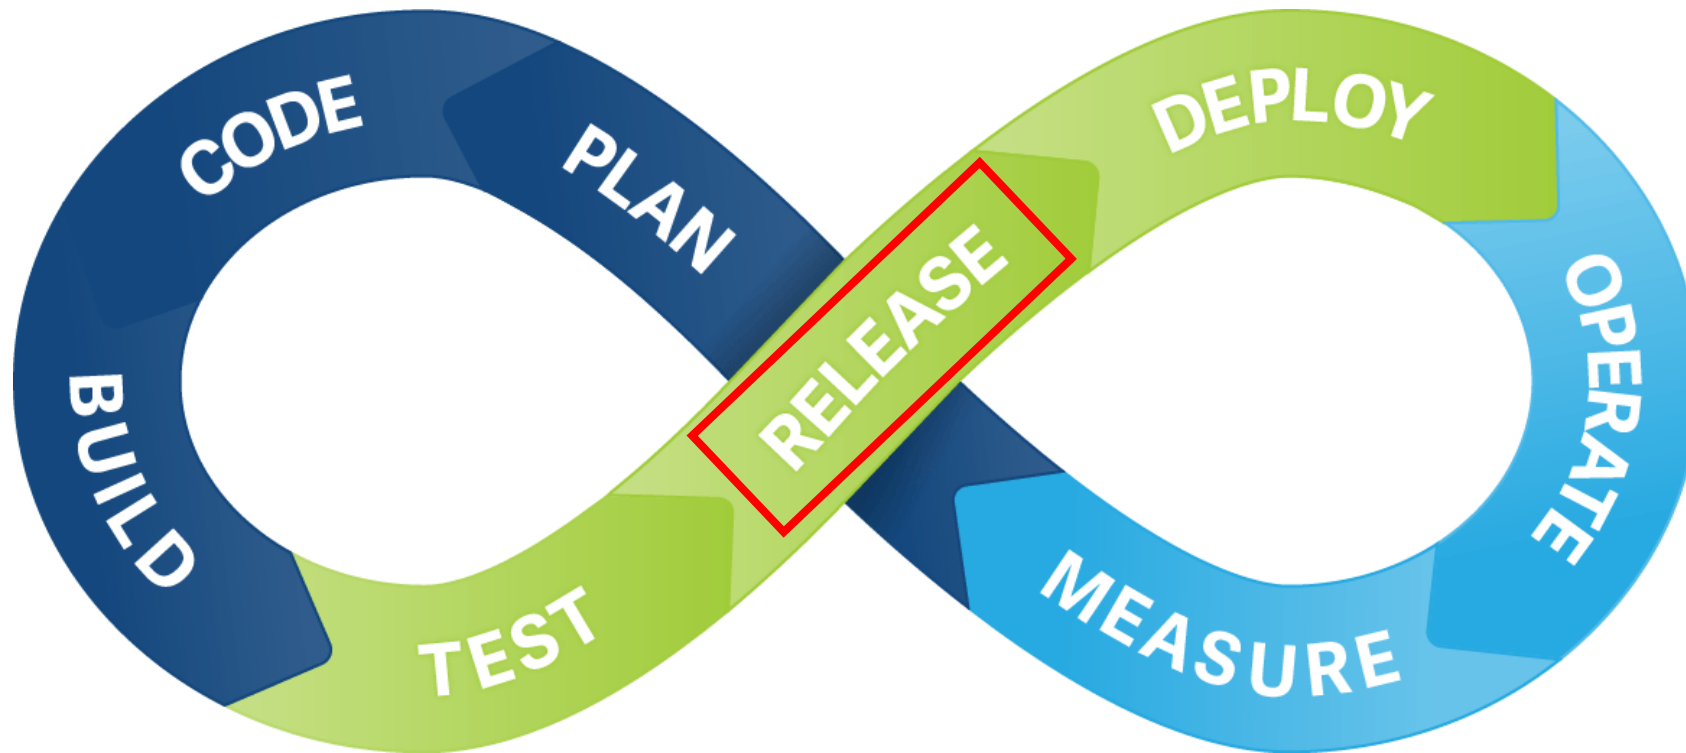 PLAN
CODE
BUILD
TEST
RELEASE
DEPLOY
OPERATE
MEASURE